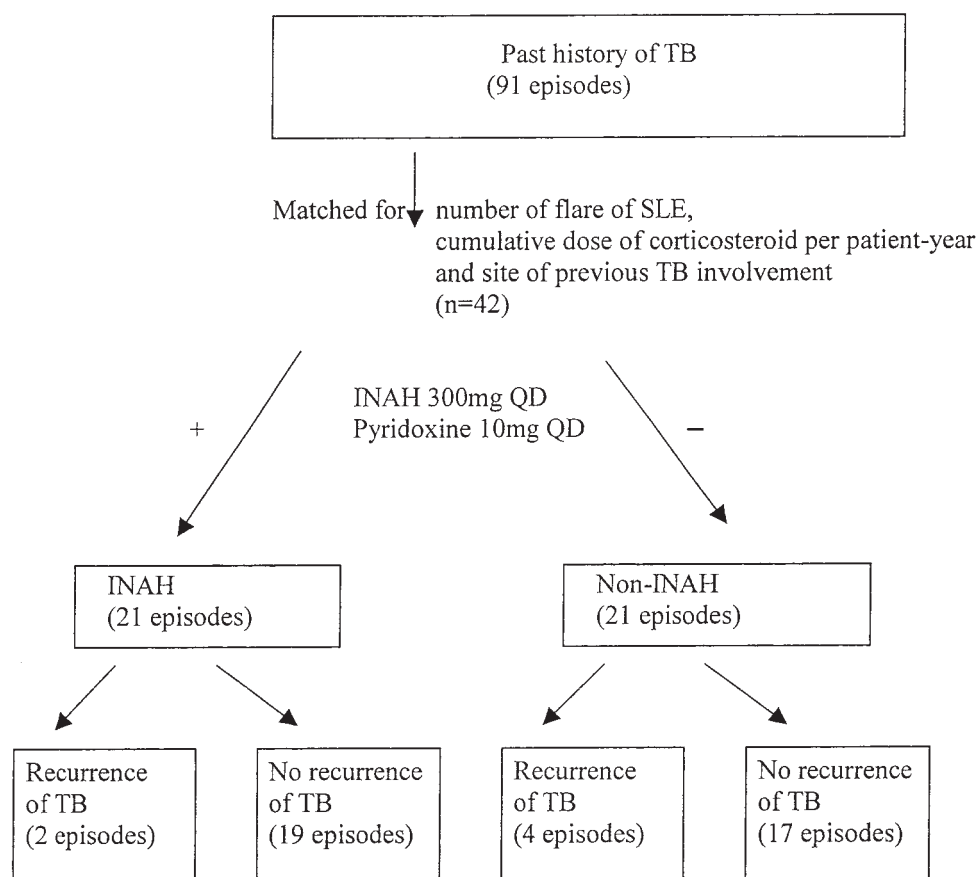 Past history of TB
(91 episodes)
Matched for
number of flare of SLE,
cumulative dose of corticosteroid per patient-year
and site of previous TB involvement
(n=42)
INAH 300mg QD
+ Pyridoxine 10mg QD −
INAH
(21 episodes)
Non-INAH
(21 episodes)
Recurrence
of TB
(2 episodes)
No recurrence
of TB
(19 episodes)
Recurrence
of TB
(4 episodes)
No recurrence
of TB
(17 episodes)